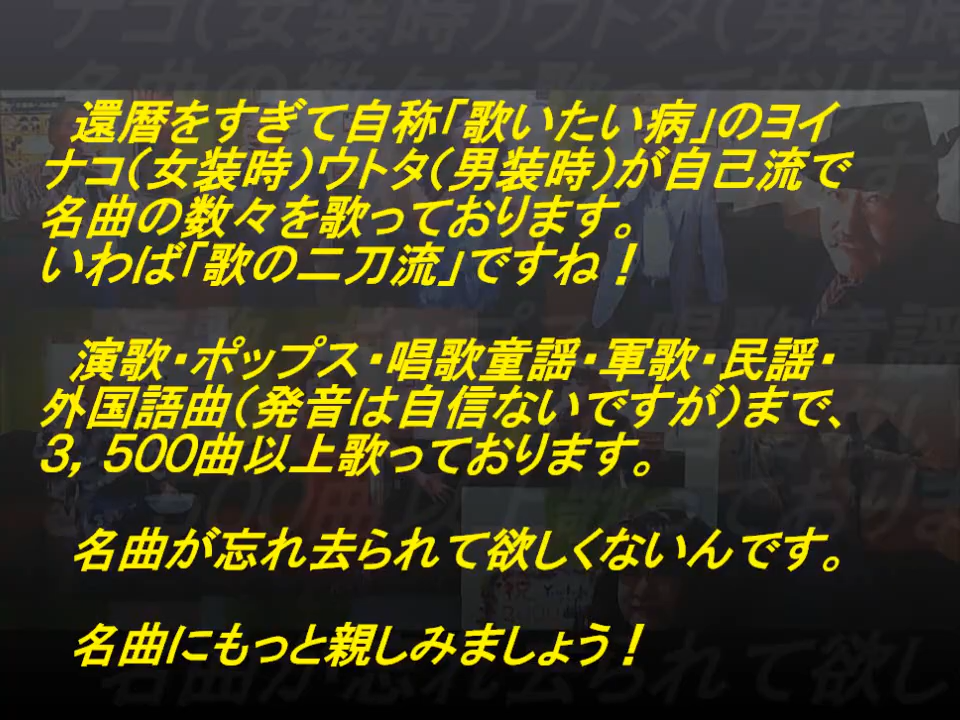 還暦をすぎて自称「歌いたい病」のヨイ
ナコ（女装時）ウトタ（男装時）が自己流で
名曲の数々を歌っております。
いわば「歌の二刀流」ですね！
演歌・ポップス・唱歌童謡・軍歌・民謡・
外国語曲（発音は自信ないですが）まで、
３，５００曲以上歌っております。
名曲が忘れ去られて欲しくないんです。
名曲にもっと親しみましょう！